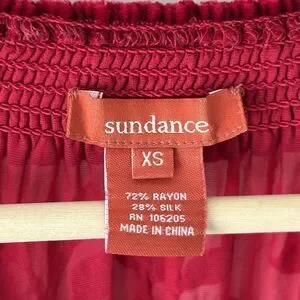 sundance
XS
72% RAYON
28% SILK
RN 106205
MADE IN CHINA